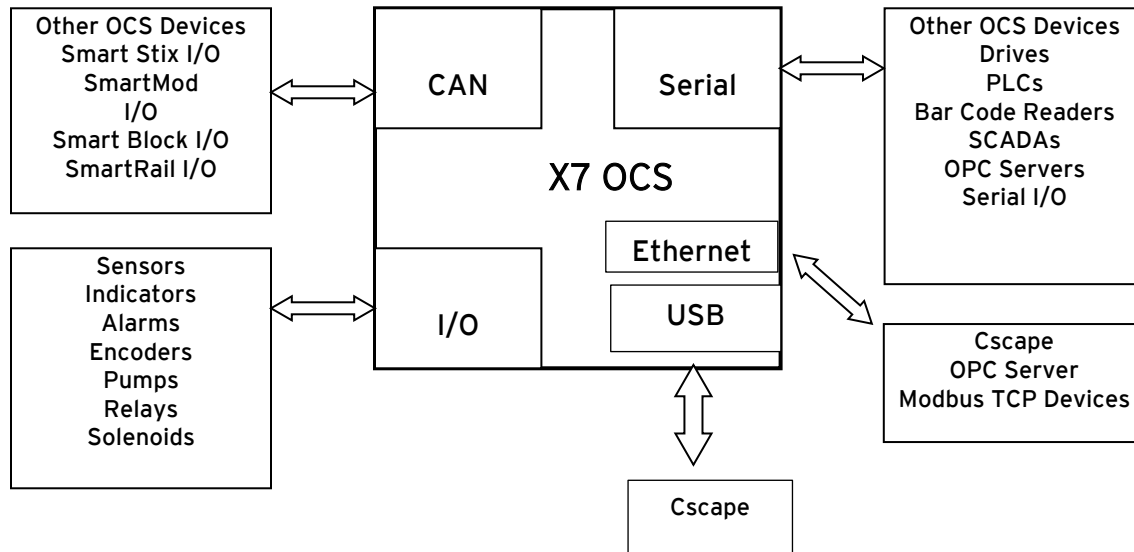 Other OCS Devices
Smart Stix I/O
SmartMod
I/O
Smart Block I/O
SmartRail I/O
Sensors
Indicators
Alarms
Encoders
Pumps
Relays
Solenoids
CAN
Serial
X7 OCS
Ethernet
I/O
USB
Cscape
Other OCS Devices
Drives
PLCs
Bar Code Readers
SCADAs
OPC Servers
Serial I/O
Cscape
OPC Server
Modbus TCP Devices